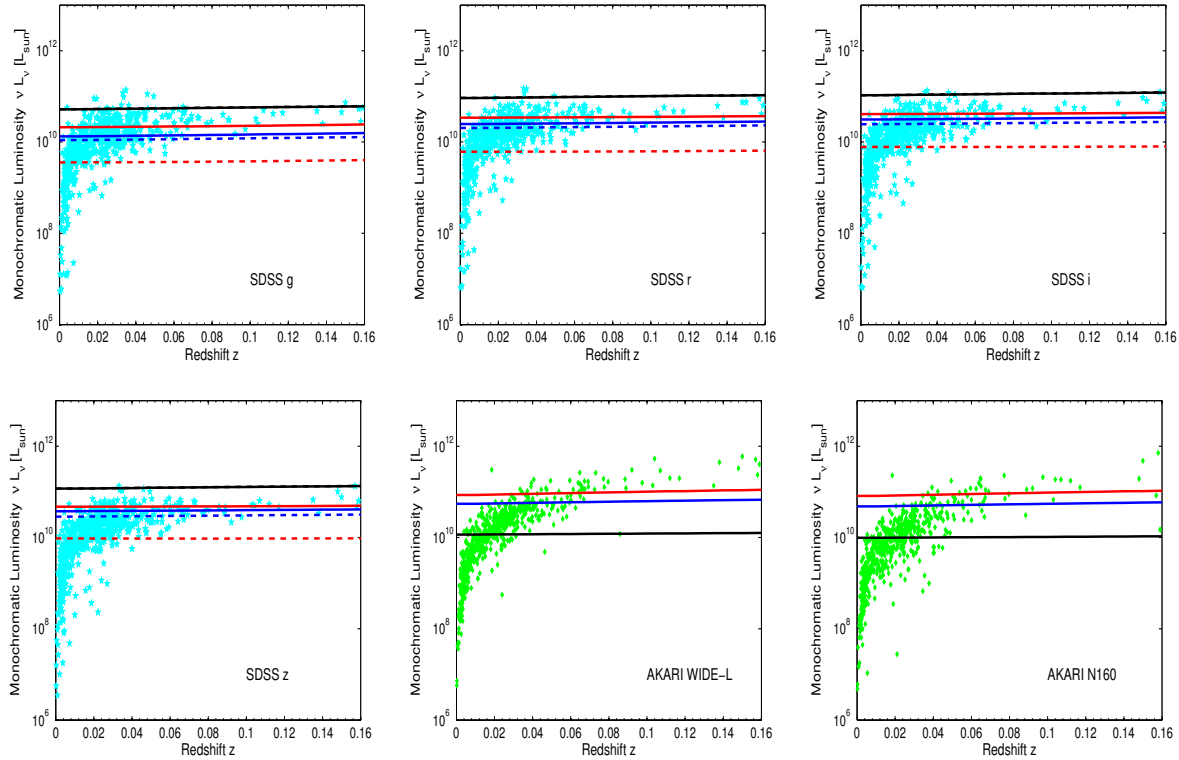 10^12
10^10
10^8
10^6
Monochromatic Luminosity ν L_ν [L_sun]
SDSS g
0 0.02 0.04 0.06 0.08 0.1 0.12 0.14 0.16
Redshift z
10^12
10^10
10^8
10^6
Monochromatic Luminosity ν L_ν [L_sun]
SDSS r
0 0.02 0.04 0.06 0.08 0.1 0.12 0.14 0.16
Redshift z
10^12
10^10
10^8
10^6
Monochromatic Luminosity ν L_ν [L_sun]
SDSS i
0 0.02 0.04 0.06 0.08 0.1 0.12 0.14 0.16
Redshift z
10^12
10^10
10^8
10^6
Monochromatic Luminosity ν L_ν [L_sun]
SDSS z
0 0.02 0.04 0.06 0.08 0.1 0.12 0.14 0.16
Redshift z
10^12
10^10
10^8
10^6
Monochromatic Luminosity ν L_ν [L_sun]
AKARI WIDE−L
0 0.02 0.04 0.06 0.08 0.1 0.12 0.14 0.16
Redshift z
10^12
10^10
10^8
10^6
Monochromatic Luminosity ν L_ν [L_sun]
AKARI N160
0 0.02 0.04 0.06 0.08 0.1 0.12 0.14 0.16
Redshift z